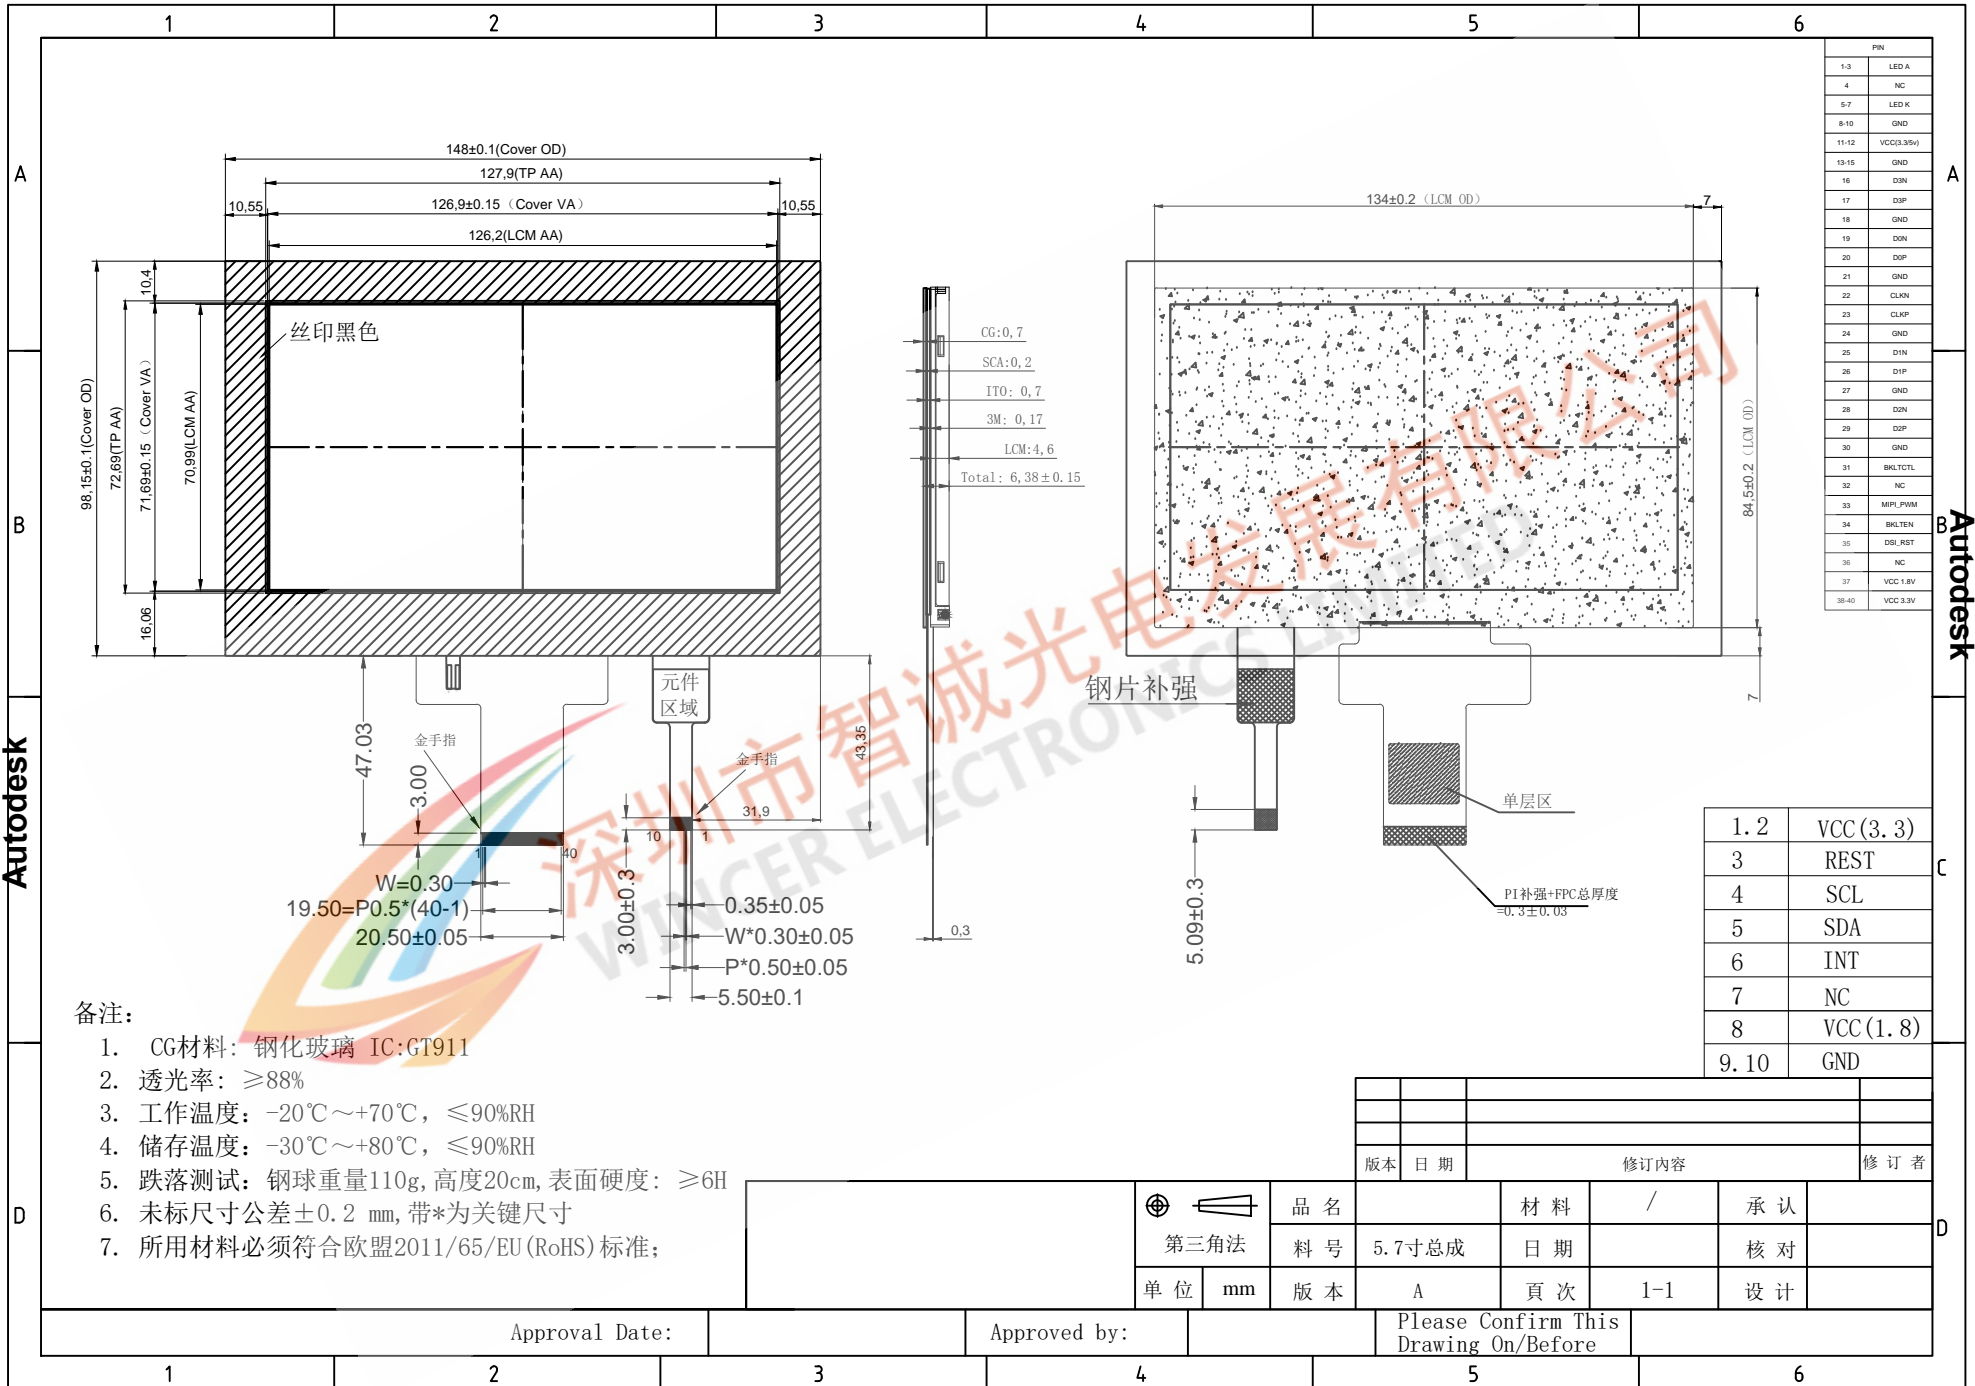 1 2 3 4 5 6
A
B
C
D
A
B
D
Autodesk
Autodesk
148±0.1(Cover OD)
127,9(TP AA)
10,55 126,9±0.15（Cover VA） 10,55
126,2(LCM AA)
98,15±0.1(Cover OD)
72,69(TP AA)
71,69±0.15（Cover VA）
70,99(LCM AA)
10,4
16,06
丝印黑色
元件
区域
金手指
金手指
47.03
3.00
1 40
W=0.30
19.50=P0.5*(40-1)
20.50±0.05
10 1
31,9
43,35
3.00±0.3
0.35±0.05
W*0.30±0.05
P*0.50±0.05
5.50±0.1
CG:0,7
SCA:0,2
ITO: 0,7
3M: 0,17
LCM:4,6
Total: 6,38±0.15
0,3
134±0.2（LCM OD）
7
84,5±0.2（LCM OD）
7
钢片补强
5.09±0.3
单层区
PI补强+FPC总厚度
=0.3±0.03
PIN
1-3 LED A
4 NC
5-7 LED K
8-10 GND
11-12 VCC(3.3/5v)
13-15 GND
16 D3N
17 D3P
18 GND
19 D0N
20 D0P
21 GND
22 CLKN
23 CLKP
24 GND
25 D1N
26 D1P
27 GND
28 D2N
29 D2P
30 GND
31 BKLTCTL
32 NC
33 MIPI_PWM
34 BKLTEN
35 DSI_RST
36 NC
37 VCC 1.8V
38-40 VCC 3.3V
1.2 VCC(3.3)
3 REST
4 SCL
5 SDA
6 INT
7 NC
8 VCC(1.8)
9.10 GND
深圳市智诚光电发展有限公司
WINCER ELECTRONICS LIMITED
备注：
1. CG材料：钢化玻璃 IC:GT911
2. 透光率：≥88%
3. 工作温度：-20℃～+70℃，≤90%RH
4. 储存温度：-30℃～+80℃，≤90%RH
5. 跌落测试：钢球重量110g,高度20cm,表面硬度：≥6H
6. 未标尺寸公差±0.2 mm,带*为关键尺寸
7. 所用材料必须符合欧盟2011/65/EU(RoHS)标准；
版本 日 期 修订内容 修 订 者
第三角法
品 名 材 料 / 承 认
料 号 5.7寸总成 日 期 核 对
单 位 mm 版 本 A 頁 次 1-1 设 计
Approval Date: Approved by: Please Confirm This
Drawing On/Before
1 2 3 4 5 6